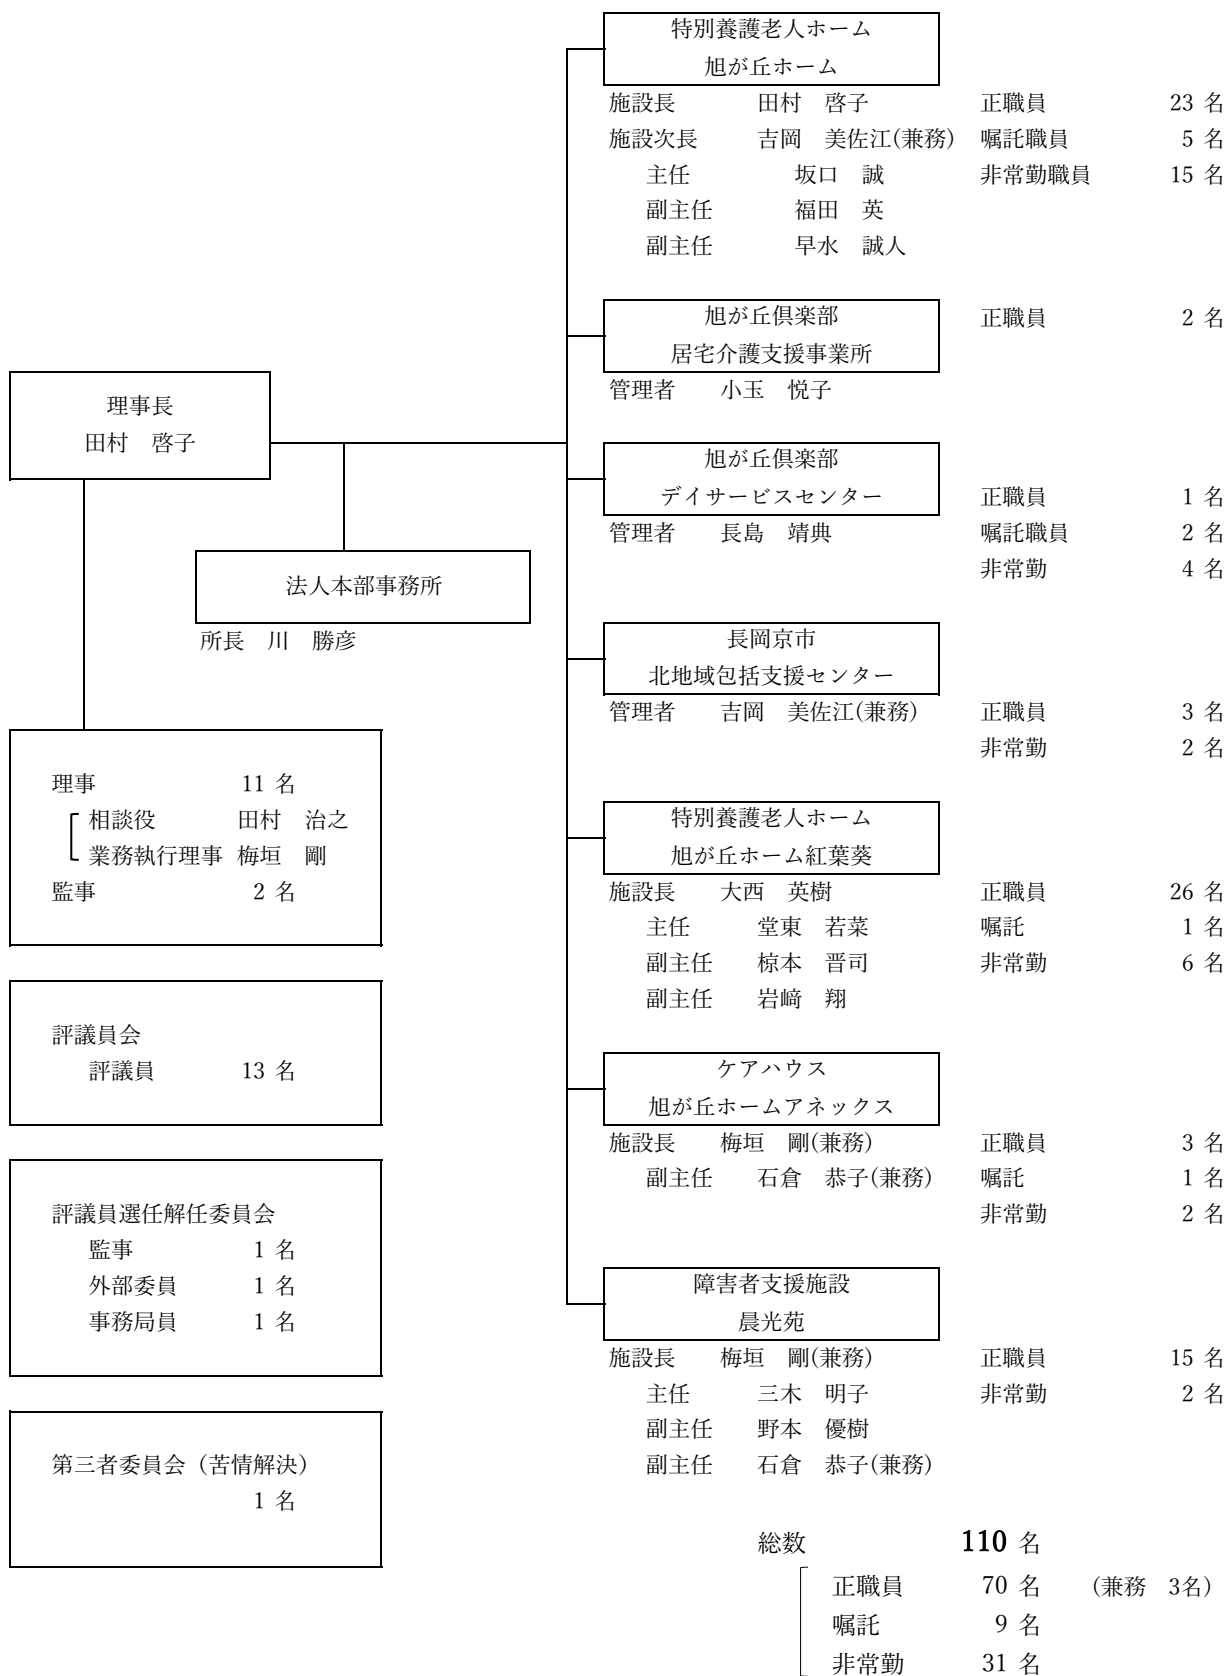 特別養護老人ホーム
旭が丘ホーム
施設長 田村 啓子 正職員 23 名
施設次長 吉岡 美佐江(兼務) 嘱託職員 5 名
主任 坂口 誠 非常勤職員 15 名
副主任 福田 英
副主任 早水 誠人
旭が丘倶楽部 正職員 2 名
居宅介護支援事業所
管理者 小玉 悦子
理事長
田村 啓子
旭が丘倶楽部
デイサービスセンター 正職員 1 名
管理者 長島 靖典 嘱託職員 2 名
非常勤 4 名
法人本部事務所
所長 川 勝彦
長岡京市
北地域包括支援センター
管理者 吉岡 美佐江(兼務) 正職員 3 名
非常勤 2 名
理事 11 名
相談役 田村 治之
業務執行理事 梅垣 剛
監事 2 名
特別養護老人ホーム
旭が丘ホーム紅葉葵
施設長 大西 英樹 正職員 26 名
主任 堂東 若菜 嘱託 1 名
副主任 椋本 晋司 非常勤 6 名
副主任 岩﨑 翔
評議員会
評議員 13 名
ケアハウス
旭が丘ホームアネックス
施設長 梅垣 剛(兼務) 正職員 3 名
副主任 石倉 恭子(兼務) 嘱託 1 名
非常勤 2 名
評議員選任解任委員会
監事 1 名
外部委員 1 名
事務局員 1 名
障害者支援施設
晨光苑
施設長 梅垣 剛(兼務) 正職員 15 名
主任 三木 明子 非常勤 2 名
副主任 野本 優樹
副主任 石倉 恭子(兼務)
第三者委員会（苦情解決）
1 名
総数 110 名
正職員 70 名 (兼務 3名)
嘱託 9 名
非常勤 31 名